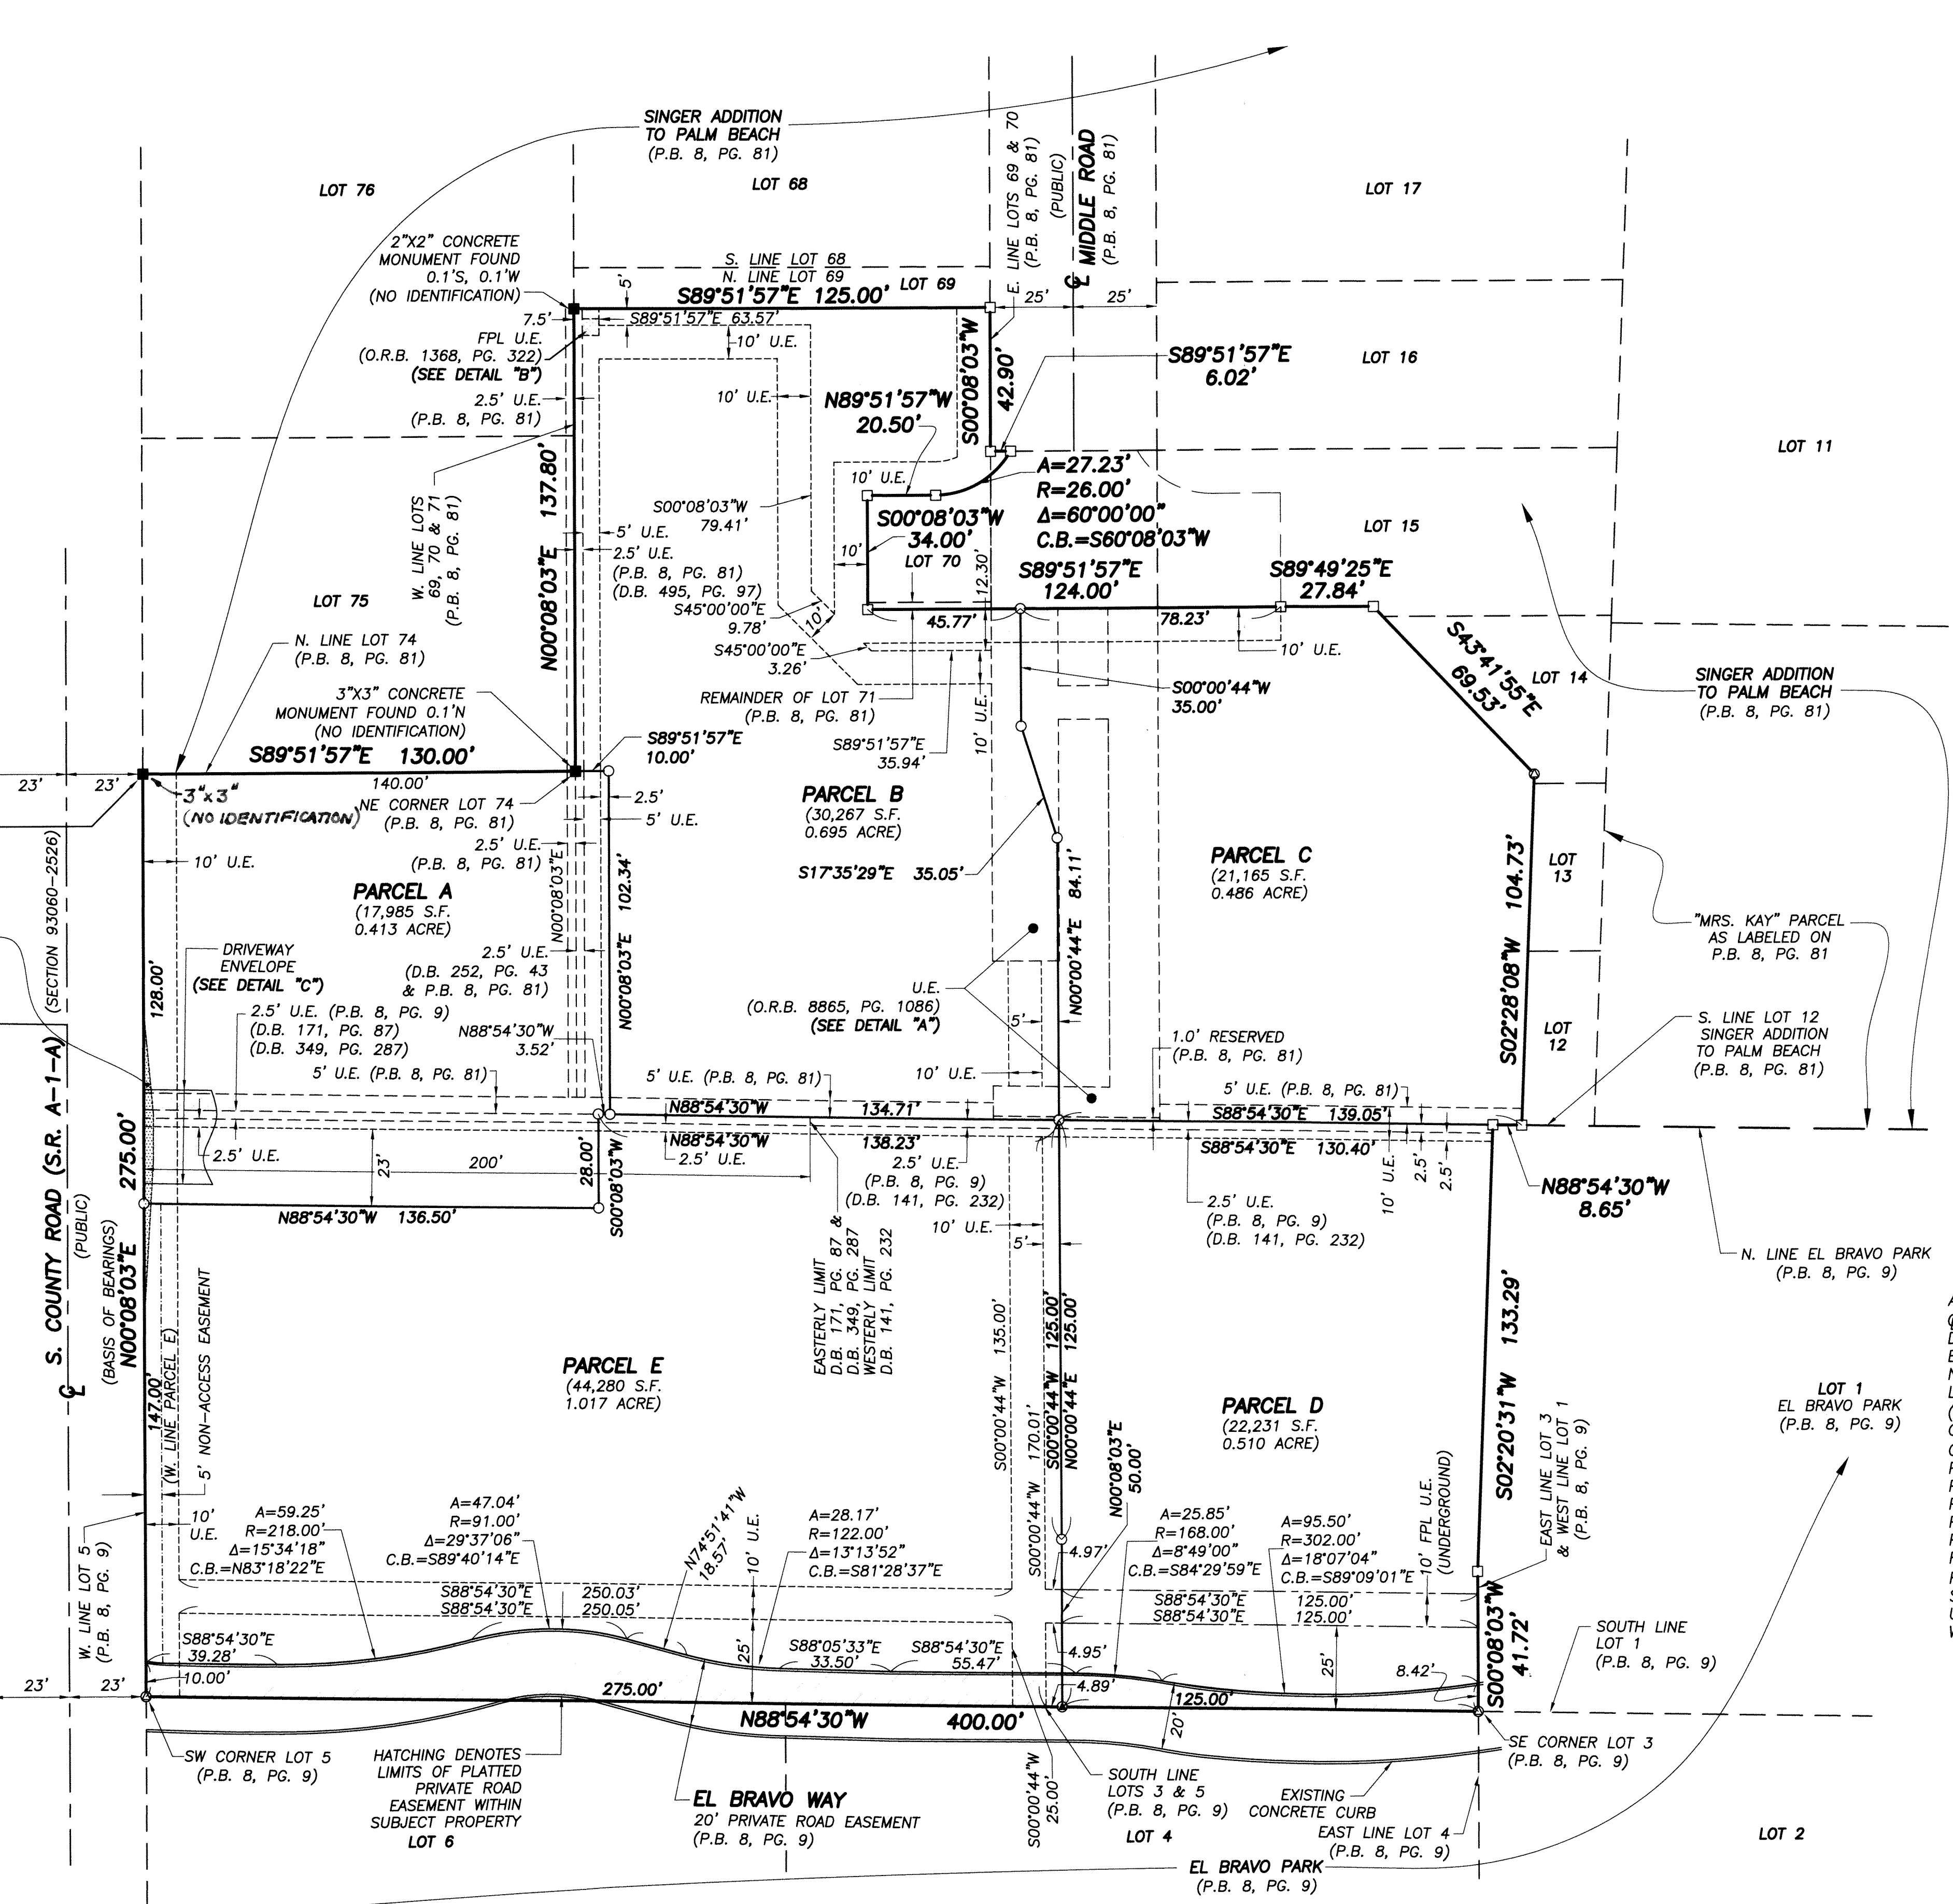 SINGER ADDITION
TO PALM BEACH
(P.B. 8, PG. 81)
LOT 76
LOT 68
LOT 17
E. LINE LOTS 69 & 70
(P.B. 8, PG. 81)
(PUBLIC)
℄ MIDDLE ROAD
(P.B. 8, PG. 81)
2"X2" CONCRETE
MONUMENT FOUND
0.1'S, 0.1'W
(NO IDENTIFICATION)
S. LINE LOT 68
N. LINE LOT 69
LOT 69
5'
S89°51'57"E 125.00'
25'
25'
7.5'
S89°51'57"E 63.57'
FPL U.E.
(O.R.B. 1368, PG. 322)
(SEE DETAIL "B")
10' U.E.
2.5' U.E.
(P.B. 8, PG. 81)
10' U.E.
N89°51'57"W
20.50'
S00°08'03"W
42.90'
S89°51'57"E
6.02'
LOT 16
LOT 11
W. LINE LOTS
69, 70 & 71
(P.B. 8, PG. 81)
N00°08'03"E 137.80'
10' U.E.
A=27.23'
R=26.00'
Δ=60°00'00"
C.B.=S60°08'03"W
S00°08'03"W
79.41'
S00°08'03"W
34.00'
LOT 70
10'
12.30'
LOT 15
5' U.E.
2.5' U.E.
(P.B. 8, PG. 81)
(D.B. 495, PG. 97)
S45°00'00"E
9.78'
10'
S45°00'00"E
3.26'
S89°51'57"E
124.00'
S89°49'25"E
27.84'
45.77'
78.23'
10' U.E.
LOT 75
N. LINE LOT 74
(P.B. 8, PG. 81)
3"X3" CONCRETE
MONUMENT FOUND 0.1'N
(NO IDENTIFICATION)
REMAINDER OF LOT 71
(P.B. 8, PG. 81)
S00°00'44"W
35.00'
S43°41'55"E
69.53'
LOT 14
SINGER ADDITION
TO PALM BEACH
(P.B. 8, PG. 81)
S89°51'57"E 130.00'
S89°51'57"E
10.00'
S89°51'57"E
35.94'
10' U.E.
23'
23'
140.00'
3"x3"
(NO IDENTIFICATION)
NE CORNER LOT 74
(P.B. 8, PG. 81)
2.5'
5' U.E.
PARCEL B
(30,267 S.F.
0.695 ACRE)
2.5' U.E.
(P.B. 8, PG. 81)
10' U.E.
S17°35'29"E 35.05'
PARCEL C
(21,165 S.F.
0.486 ACRE)
LOT
13
PARCEL A
(17,985 S.F.
0.413 ACRE)
N00°08'03"E
N00°08'03"E 102.34'
N00°00'44"E 84.11'
S02°28'08"W 104.73'
"MRS. KAY" PARCEL
AS LABELED ON
P.B. 8, PG. 81
(SECTION 93060-2526)
128.00'
DRIVEWAY
ENVELOPE
(SEE DETAIL "C")
2.5' U.E.
(D.B. 252, PG. 43
& P.B. 8, PG. 81)
U.E.
(O.R.B. 8865, PG. 1086)
(SEE DETAIL "A")
5'
LOT
12
S. LINE LOT 12
SINGER ADDITION
TO PALM BEACH
(P.B. 8, PG. 81)
2.5' U.E. (P.B. 8, PG. 9)
(D.B. 171, PG. 87)
(D.B. 349, PG. 287)
N88°54'30"W
3.52'
1.0' RESERVED
(P.B. 8, PG. 81)
5' U.E. (P.B. 8, PG. 81)
5' U.E. (P.B. 8, PG. 81)
10' U.E.
5' U.E. (P.B. 8, PG. 81)
N88°54'30"W 134.71'
S88°54'30"E 139.05'
N88°54'30"W 138.23'
S88°54'30"E 130.40'
2.5' U.E.
23'
200'
28.00'
S00°08'03"W
2.5' U.E.
2.5' U.E.
(P.B. 8, PG. 9)
(D.B. 141, PG. 232)
2.5' U.E.
(P.B. 8, PG. 9)
(D.B. 141, PG. 232)
10' U.E.
2.5'
2.5'
N88°54'30"W
8.65'
275.00'
N88°54'30"W 136.50'
10' U.E.
5'
N. LINE EL BRAVO PARK
(P.B. 8, PG. 9)
℄ S. COUNTY ROAD (S.R. A-1-A)
(PUBLIC)
(BASIS OF BEARINGS)
N00°08'03"E
147.00'
(W. LINE PARCEL E)
5' NON-ACCESS EASEMENT
EASTERLY LIMIT
D.B. 171, PG. 87 &
D.B. 349, PG. 287
WESTERLY LIMIT
D.B. 141, PG. 232
S00°00'44"W 135.00'
S00°00'44"W 170.01'
S00°00'44"W 125.00'
N00°00'44"E 125.00'
PARCEL E
(44,280 S.F.
1.017 ACRE)
PARCEL D
(22,231 S.F.
0.510 ACRE)
S02°20'31"W 133.29'
EAST LINE LOT 3
& WEST LINE LOT 1
(P.B. 8, PG. 9)
LOT 1
EL BRAVO PARK
(P.B. 8, PG. 9)
N00°08'03"E
50.00'
10' FPL U.E.
(UNDERGROUND)
W. LINE LOT 5
(P.B. 8, PG. 9)
10'
U.E.
A=59.25'
R=218.00'
Δ=15°34'18"
C.B.=N83°18'22"E
A=47.04'
R=91.00'
Δ=29°37'06"
C.B.=S89°40'14"E
N74°51'41"W
18.57'
10' U.E.
A=28.17'
R=122.00'
Δ=13°13'52"
C.B.=S81°28'37"E
4.97'
A=25.85'
R=168.00'
Δ=8°49'00"
C.B.=S84°29'59"E
A=95.50'
R=302.00'
Δ=18°07'04"
C.B.=S89°09'01"E
S88°54'30"E 250.03'
S88°54'30"E 250.05'
S88°54'30"E 125.00'
S88°54'30"E 125.00'
S00°08'03"W
41.72'
SOUTH LINE
LOT 1
(P.B. 8, PG. 9)
S88°54'30"E
39.28'
25'
S88°05'33"E
33.50'
S88°54'30"E
55.47'
4.95'
25'
8.42'
23'
23'
10.00'
275.00'
4.89'
125.00'
N88°54'30"W 400.00'
20'
SW CORNER LOT 5
(P.B. 8, PG. 9)
HATCHING DENOTES
LIMITS OF PLATTED
PRIVATE ROAD
EASEMENT WITHIN
SUBJECT PROPERTY
LOT 6
EL BRAVO WAY
20' PRIVATE ROAD EASEMENT
(P.B. 8, PG. 9)
S00°00'44"W
25.00'
SOUTH LINE
LOTS 3 & 5
(P.B. 8, PG. 9)
LOT 4
EXISTING
CONCRETE CURB
SE CORNER LOT 3
(P.B. 8, PG. 9)
EAST LINE LOT 4
(P.B. 8, PG. 9)
LOT 2
EL BRAVO PARK
(P.B. 8, PG. 9)